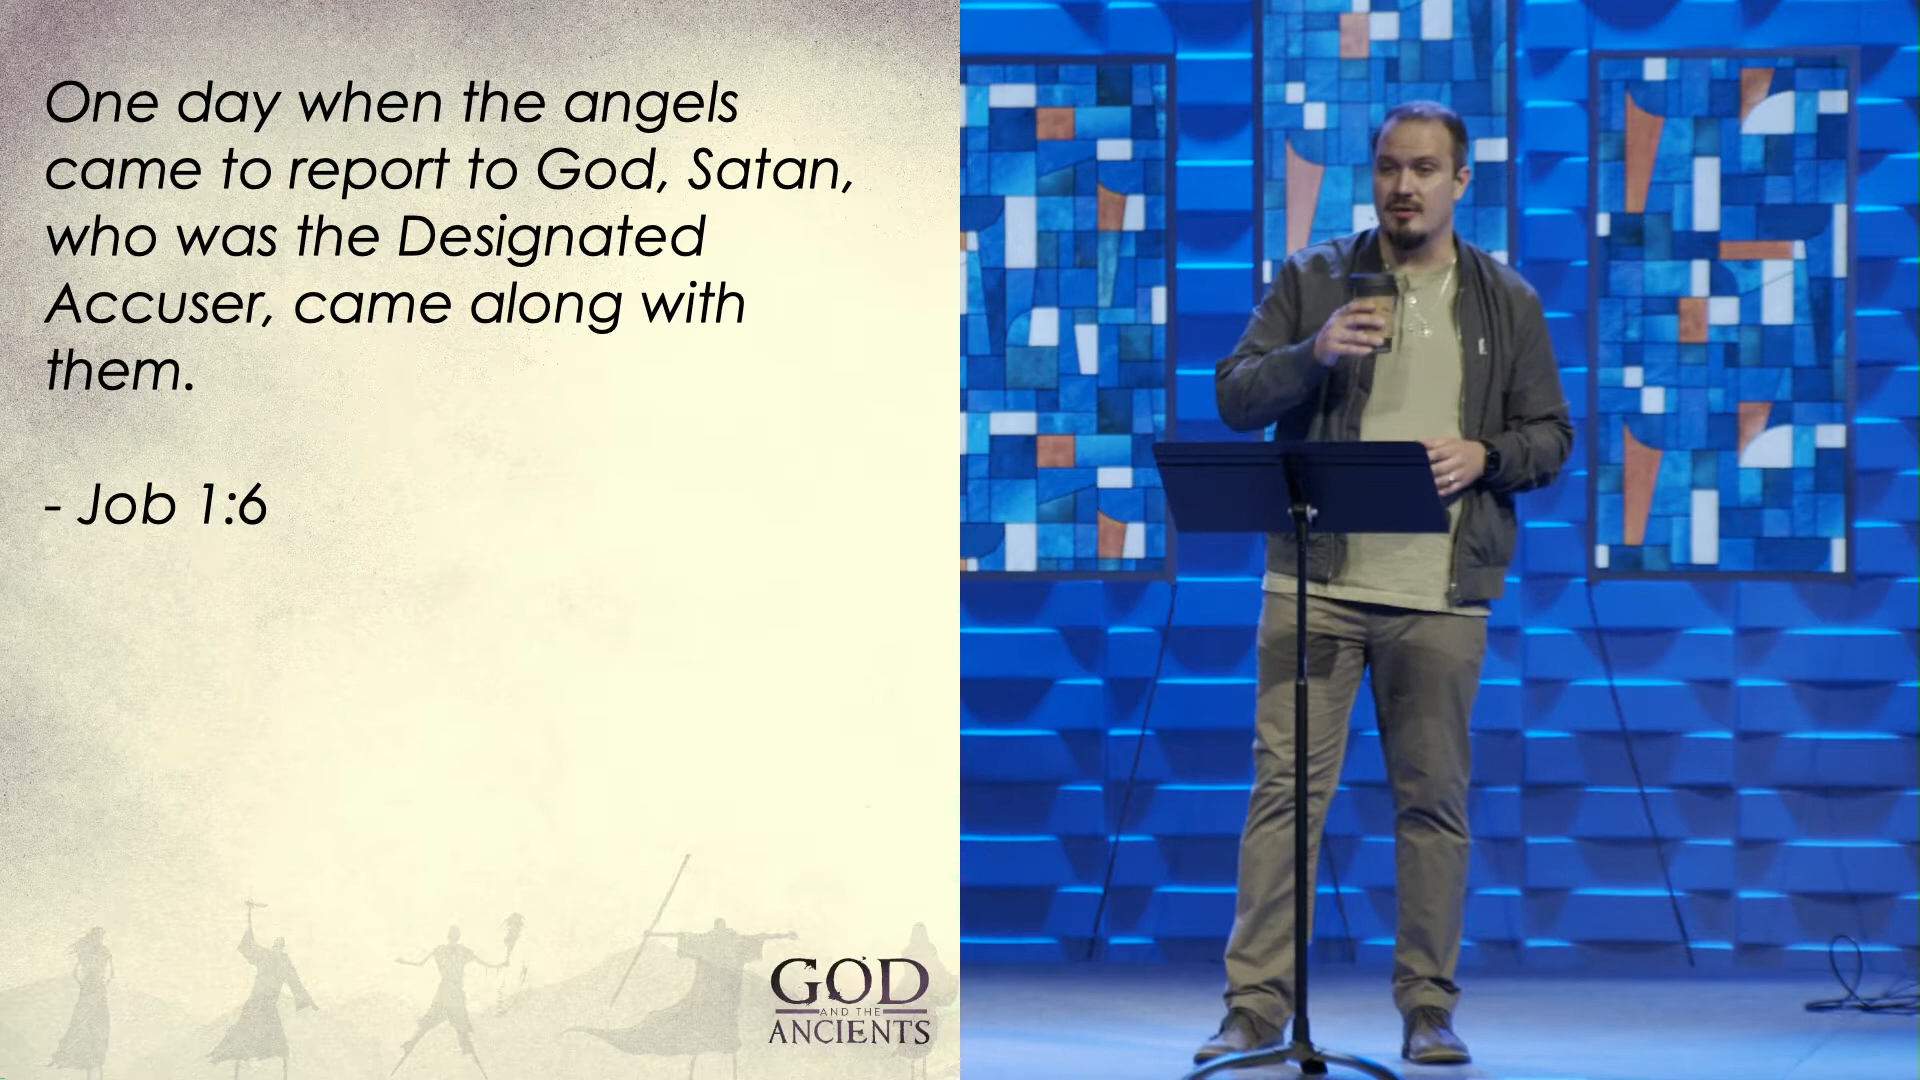 One day when the angels
came to report to God, Satan,
who was the Designated
Accuser, came along with
them.
- Job 1:6
GOD
AND THE
ANCIENTS